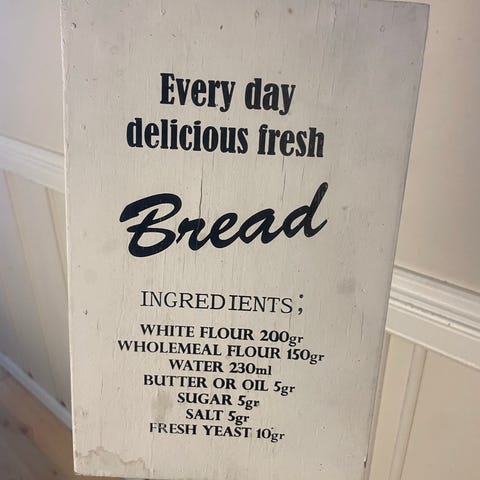 Every day
delicious fresh
Bread
INGREDIENTS;
WHITE FLOUR 200gr
WHOLEMEAL FLOUR 150gr
WATER 230ml
BUTTER OR OIL 5gr
SUGAR 5gr
SALT 5gr
FRESH YEAST 10gr